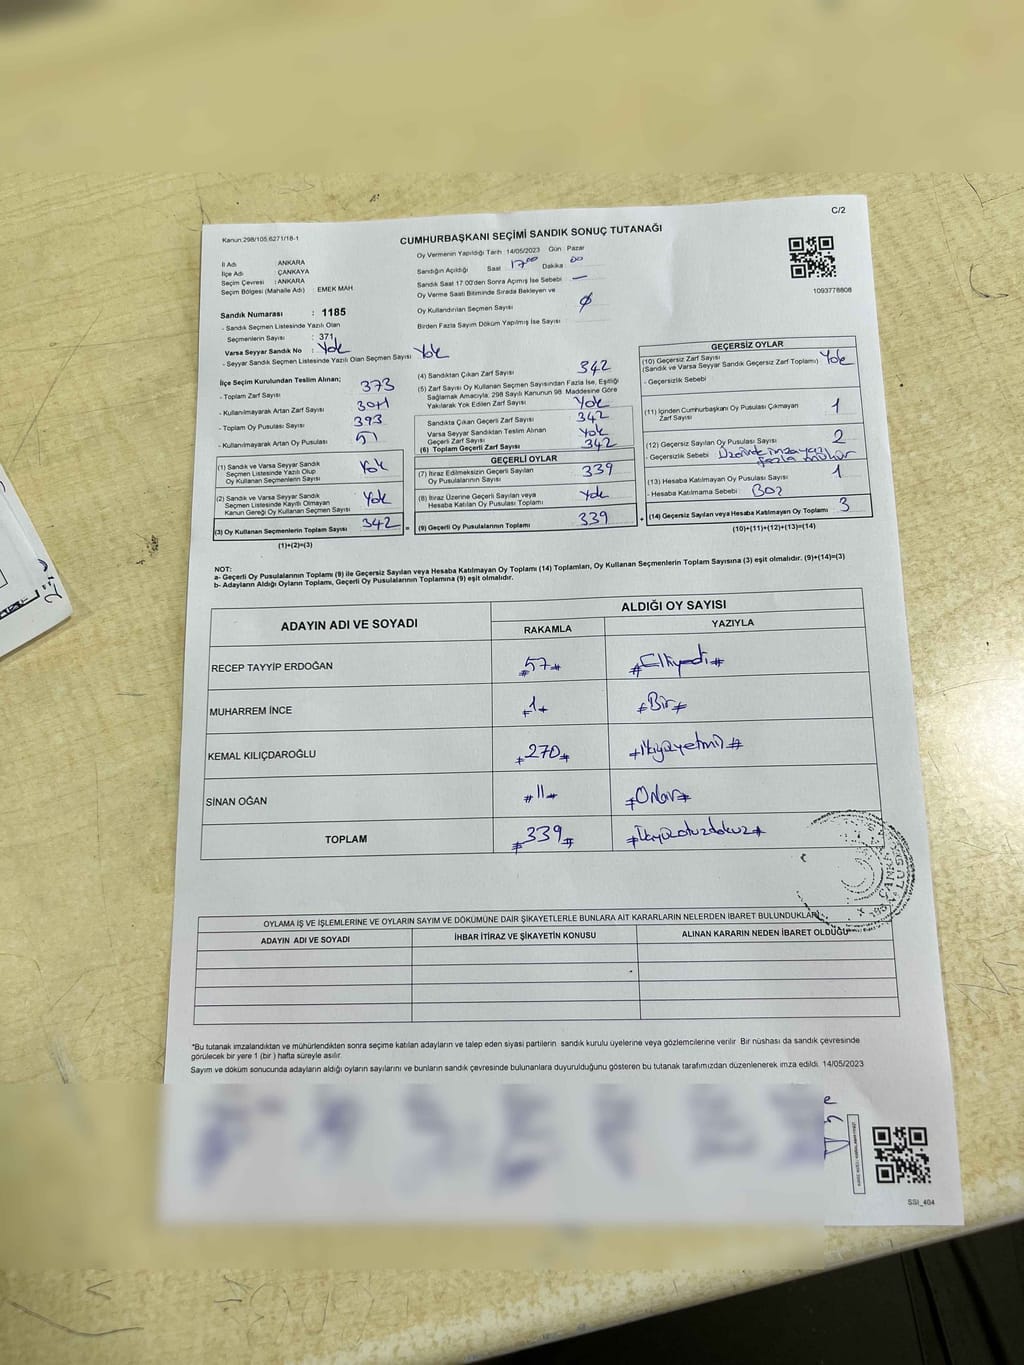 C/2
Kanun:298/105,6271/18-1
CUMHURBAŞKANI SEÇİMİ SANDIK SONUÇ TUTANAĞI
1093778808
İl Adı : ANKARA
İlçe Adı : ÇANKAYA
Seçim Çevresi : ANKARA
Seçim Bölgesi (Mahalle Adı) : EMEK MAH
Sandık Numarası : 1185
- Sandık Seçmen Listesinde Yazılı Olan
Seçmenlerin Sayısı : 371
Varsa Seyyar Sandık No : Yok
- Seyyar Sandık Seçmen Listesinde Yazılı Olan Seçmen Sayısı Yok
Oy Vermenin Yapıldığı Tarih 14/05/2023 Gün : Pazar
Sandığın Açıldığı Saat 17 00 Dakika 00
Sandık Saat 17.00'den Sonra Açımış İse Sebebi —
Oy Verme Saati Bitiminde Sırada Bekleyen ve
Oy Kullandırılan Seçmen Sayısı
Birden Fazla Sayım Döküm Yapılmış İse Sayısı Ø
İlçe Seçim Kurulundan Teslim Alınan;
- Toplam Zarf Sayısı 373
- Kullanılmayarak Artan Zarf Sayısı
- Toplam Oy Pusulası Sayısı 393
- Kullanılmayarak Artan Oy Pusulası 51
(1) Sandık ve Varsa Seyyar Sandık
Seçmen Listesinde Yazılı Olup
Oy Kullanan Seçmenlerin Sayısı Yok
(2) Sandık ve Varsa Seyyar Sandık
Seçmen Listesinde Kayıtlı Olmayan
Kanun Gereği Oy Kullanan Seçmen Sayısı Yok
(3) Oy Kullanan Seçmenlerin Toplam Sayısı 342 =
(1)+(2)=(3)
(4) Sandıktan Çıkan Zarf Sayısı 342
(5) Zarf Sayısı Oy Kullanan Seçmen Sayısından Fazla İse, Eşitliği
Sağlamak Amacıyla, 298 Sayılı Kanunun 98. Maddesine Göre
Yakılarak Yok Edilen Zarf Sayısı Yok
Sandıkta Çıkan Geçerli Zarf Sayısı 342
Varsa Seyyar Sandıktan Teslim Alınan
Geçerli Zarf Sayısı Yok
(6) Toplam Geçerli Zarf Sayısı 342
GEÇERLİ OYLAR
(7) İtiraz Edilmeksizin Geçerli Sayılan
Oy Pusulasının Sayısı 339
(8) İtiraz Üzerine Geçerli Sayılan veya
Hesaba Katılan Oy Pusulası Toplamı Yok
(9) Geçerli Oy Pusulalarının Toplamı 339 +
GEÇERSİZ OYLAR
(10) Geçersiz Zarf Sayısı
(Sandık ve Varsa Seyyar Sandık Geçersiz Zarf Toplamı) Yok
- Geçersizlik Sebebi
(11) İçinden Cumhurbaşkanı Oy Pusulası Çıkmayan
Zarf Sayısı 1
(12) Geçersiz Sayılan Oy Pusulası Sayısı 2
- Geçersizlik Sebebi Üzerinde imza veya
fazla mühür
(13) Hesaba Katılmayan Oy Pusulası Sayısı 1
- Hesaba Katılmama Sebebi : Boş
(14) Geçersiz Sayılan veya Hesaba Katılmayan Oy Toplamı 3
(10)+(11)+(12)+(13)=(14)
NOT:
a- Geçerli Oy Pusulalarının Toplamı (9) ile Geçersiz Sayılan veya Hesaba Katılmayan Oy Toplamı (14) Toplamları, Oy Kullanan Seçmenlerin Toplam Sayısına (3) eşit olmalıdır. (9)+(14)=(3)
b- Adayların Aldığı Oyların Toplamı, Geçerli Oy Pusulalarının Toplamına (9) eşit olmalıdır.
ADAYIN ADI VE SOYADI
ALDIĞI OY SAYISI
RAKAMLA YAZIYLA
RECEP TAYYİP ERDOĞAN #57# #Elliyedi#
MUHARREM İNCE #1# #Bir#
KEMAL KILIÇDAROĞLU #270# #İkiyüzyetmiş#
SİNAN OĞAN #11# #Onbir#
TOPLAM #339# #Üçyüzotuzdokuz#
OYLAMA İŞ VE İŞLEMLERİNE VE OYLARIN SAYIM VE DÖKÜMÜNE DAİR ŞİKAYETLERLE BUNLARA AİT KARARLARIN NELERDEN İBARET BULUNDUKLARI
ADAYIN ADI VE SOYADI İHBAR İTİRAZ VE ŞİKAYETİN KONUSU ALINAN KARARIN NEDEN İBARET OLDUĞU
*Bu tutanak imzalandıktan ve mühürlendikten sonra seçime katılan adayların ve talep eden siyasi partilerin sandık kurulu üyelerine veya gözlemcilerine verilir. Bir nüshası da sandık çevresinde
görülecek bir yere 1 (bir ) hafta süreyle asılır.
Sayım ve döküm sonucunda adayların aldığı oyların sayılarını ve bunların sandık çevresinde bulunanlara duyurulduğunu gösteren bu tutanak tarafımızdan düzenlenerek imza edildi. 14/05/2023
SSI_404